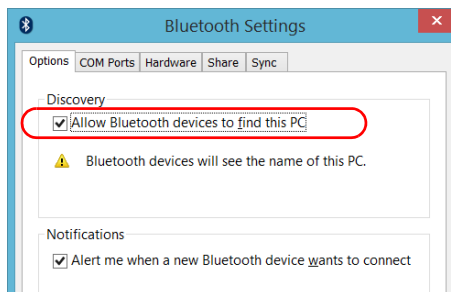 Bluetooth Settings
Options COM Ports Hardware Share Sync
Discovery
Allow Bluetooth devices to find this PC
Bluetooth devices will see the name of this PC.
Notifications
Alert me when a new Bluetooth device wants to connect